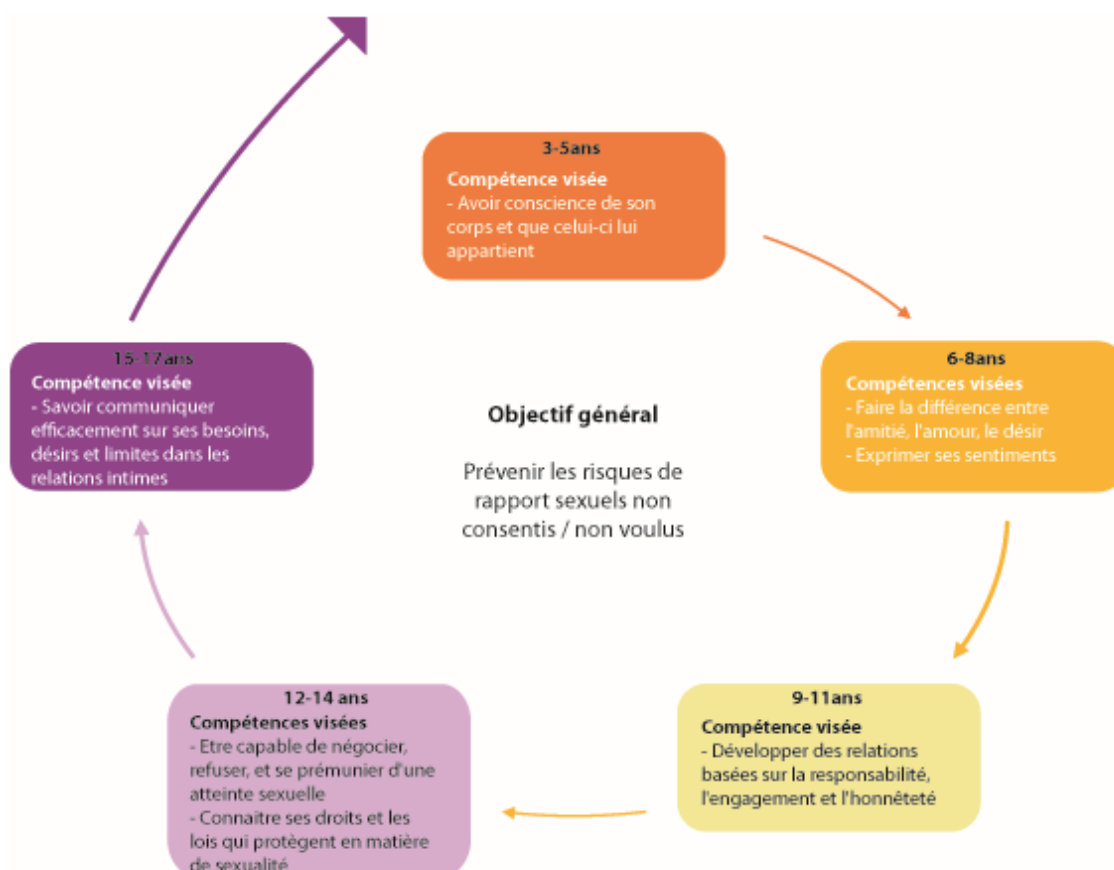 3-5ans
Compétence visée
- Avoir conscience de son
corps et que celui-ci lui
appartient
6-8ans
Compétences visées
- Faire la différence entre
l'amitié, l'amour, le désir
- Exprimer ses sentiments
9-11ans
Compétence visée
- Développer des relations
basées sur la responsabilité,
l'engagement et l'honnêteté
12-14 ans
Compétences visées
- Etre capable de négocier,
refuser, et se prémunier d'une
atteinte sexuelle
- Connaitre ses droits et les
lois qui protègent en matière
de sexualité
15-17ans
Compétence visée
- Savoir communiquer
efficacement sur ses besoins,
désirs et limites dans les
relations intimes
Objectif général
Prévenir les risques de
rapport sexuels non
consentis / non voulus